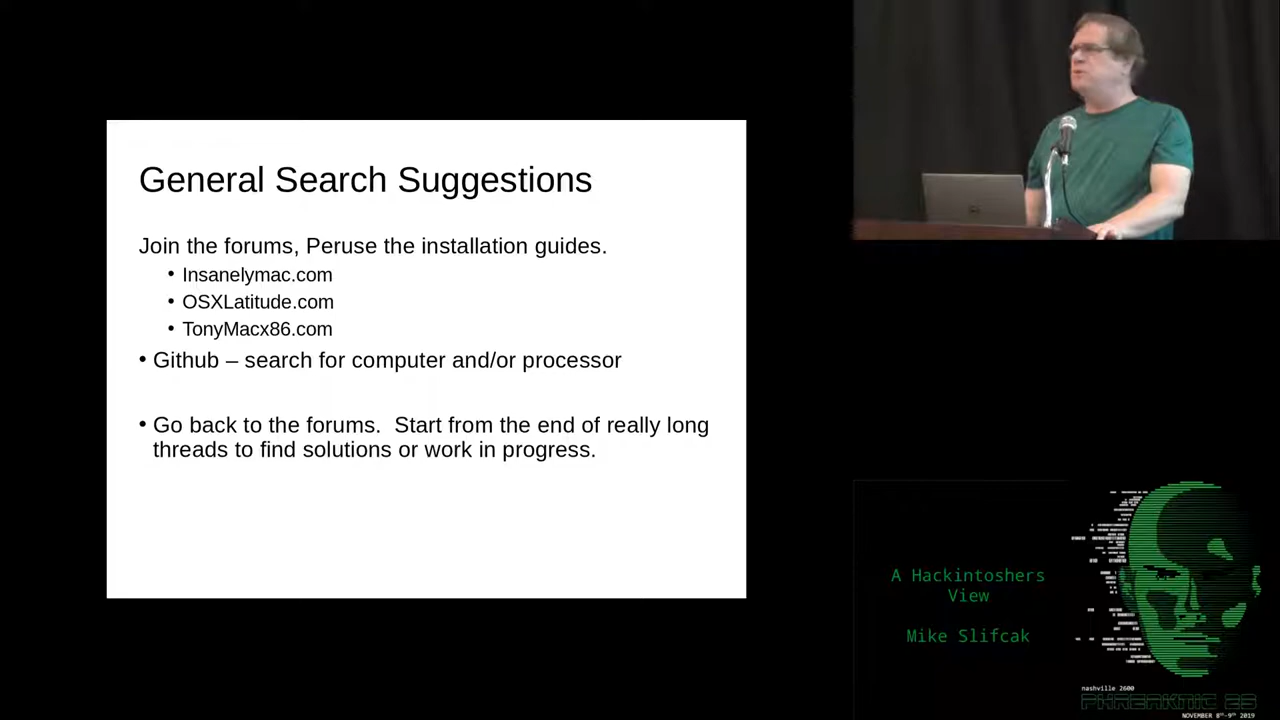 General Search Suggestions
Join the forums, Peruse the installation guides.
• Insanelymac.com
• OSXLatitude.com
• TonyMacx86.com
• Github – search for computer and/or processor
• Go back to the forums.  Start from the end of really long
threads to find solutions or work in progress.
A Hackintoshers
View
Mike Slifcak
nashville 2600
PHREAKNIC 23
NOVEMBER 8TH-9TH 2019